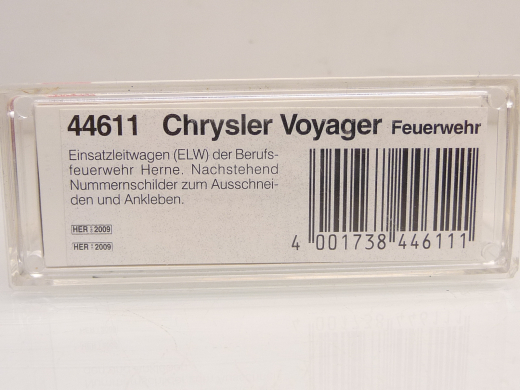 44611 Chrysler Voyager Feuerwehr
Einsatzleitwagen (ELW) der Berufs-
feuerwehr Herne. Nachstehend
Nummernschilder zum Ausschnei-
den und Ankleben.
HER 2009
HER 2009
4 001738 446111